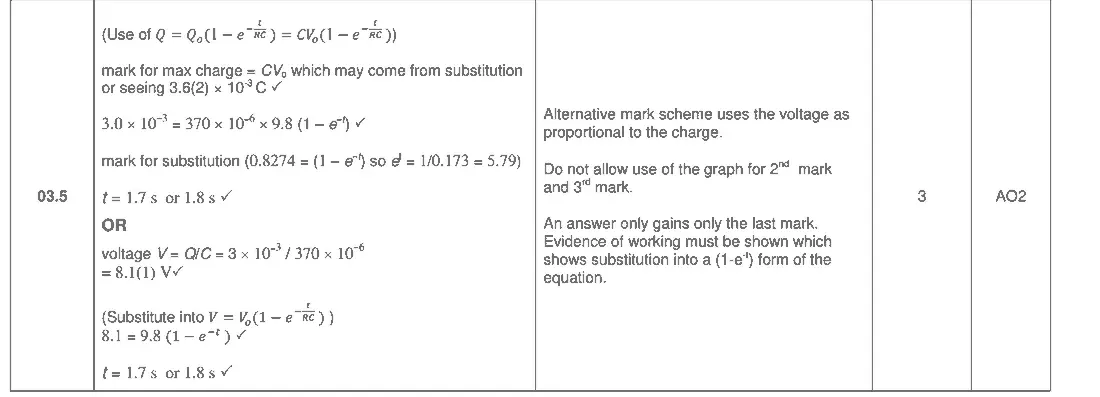 (Use of Q = Qₒ(1 − e^(−t/RC)) = CVₒ(1 − e^(−t/RC)))
mark for max charge = CV₀ which may come from substitution
or seeing 3.6(2) × 10⁻³ C ✓
3.0 × 10⁻³ = 370 × 10⁻⁶ × 9.8 (1 − e⁻ᵗ) ✓
mark for substitution (0.8274 = (1 − e⁻ᵗ) so eᵗ = 1/0.173 = 5.79)
03.5
t = 1.7 s or 1.8 s ✓
OR
voltage V = Q/C = 3 × 10⁻³ / 370 × 10⁻⁶
= 8.1(1) V✓
(Substitute into V = Vₒ(1 − e^(−t/RC)) )
8.1 = 9.8 (1 − e⁻ᵗ ) ✓
t = 1.7 s or 1.8 s ✓
Alternative mark scheme uses the voltage as
proportional to the charge.
Do not allow use of the graph for 2ⁿᵈ mark
and 3ʳᵈ mark.
An answer only gains only the last mark.
Evidence of working must be shown which
shows substitution into a (1-e⁻ᵗ) form of the
equation.
3
AO2